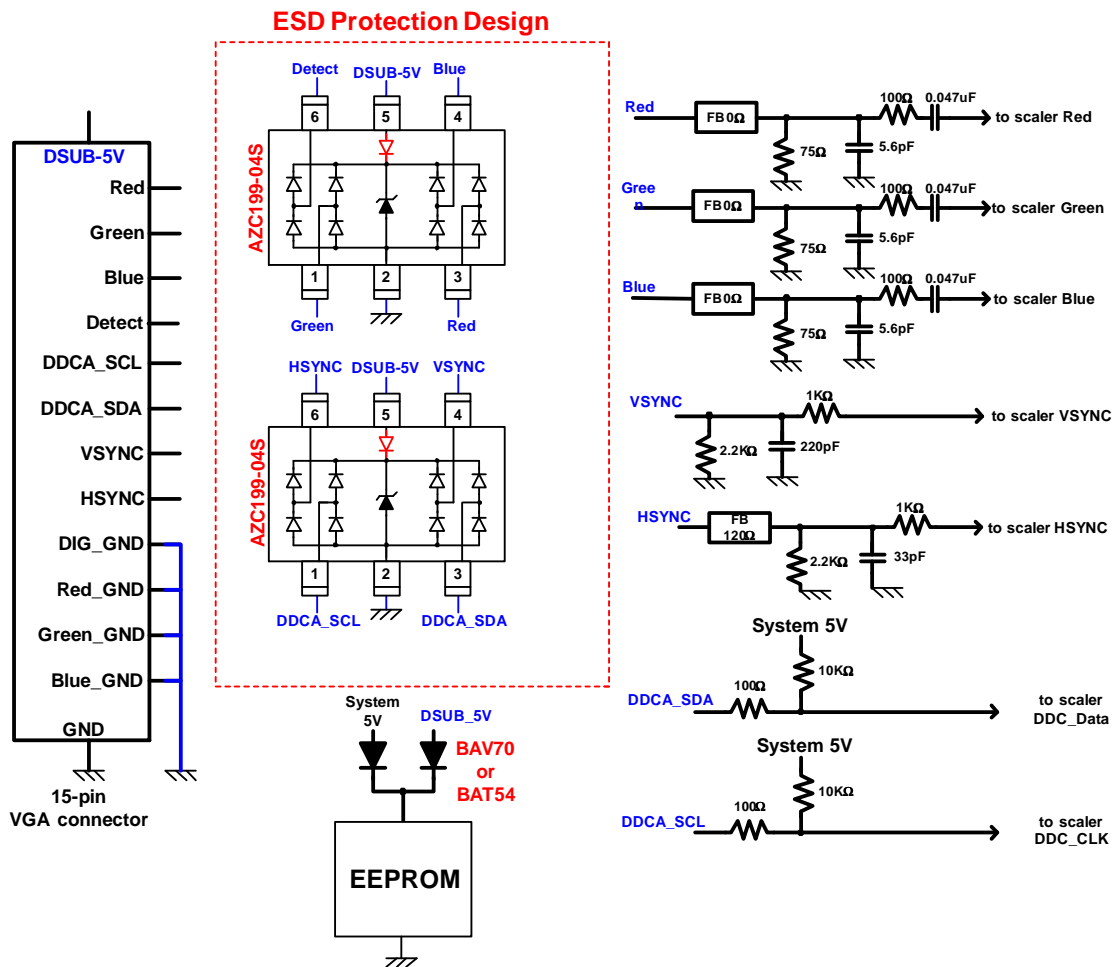 ESD Protection Design
DSUB-5V
Red
Green
Blue
Detect
DDCA_SCL
DDCA_SDA
VSYNC
HSYNC
DIG_GND
Red_GND
Green_GND
Blue_GND
GND
15-pin
VGA connector
Detect
DSUB-5V
Blue
6
5
4
AZC199-04S
1
2
3
Green
Red
HSYNC
DSUB-5V
VSYNC
6
5
4
AZC199-04S
1
2
3
DDCA_SCL
DDCA_SDA
System
5V
DSUB_5V
BAV70
or
BAT54
EEPROM
Red
FB0Ω
75Ω
5.6pF
100Ω
0.047uF
to scaler Red
Gree
n
FB0Ω
75Ω
5.6pF
100Ω
0.047uF
to scaler Green
Blue
FB0Ω
75Ω
5.6pF
100Ω
0.047uF
to scaler Blue
VSYNC
2.2KΩ
220pF
1KΩ
to scaler VSYNC
HSYNC
FB
120Ω
2.2KΩ
33pF
1KΩ
to scaler HSYNC
System 5V
10KΩ
DDCA_SDA
100Ω
to scaler
DDC_Data
System 5V
10KΩ
DDCA_SCL
100Ω
to scaler
DDC_CLK